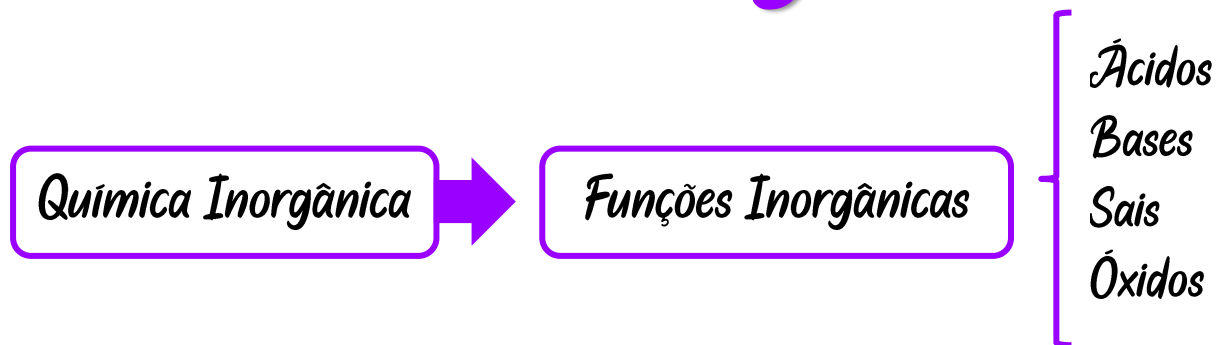 Química Inorgânica
Funções Inorgânicas
Ácidos
Bases
Sais
Óxidos